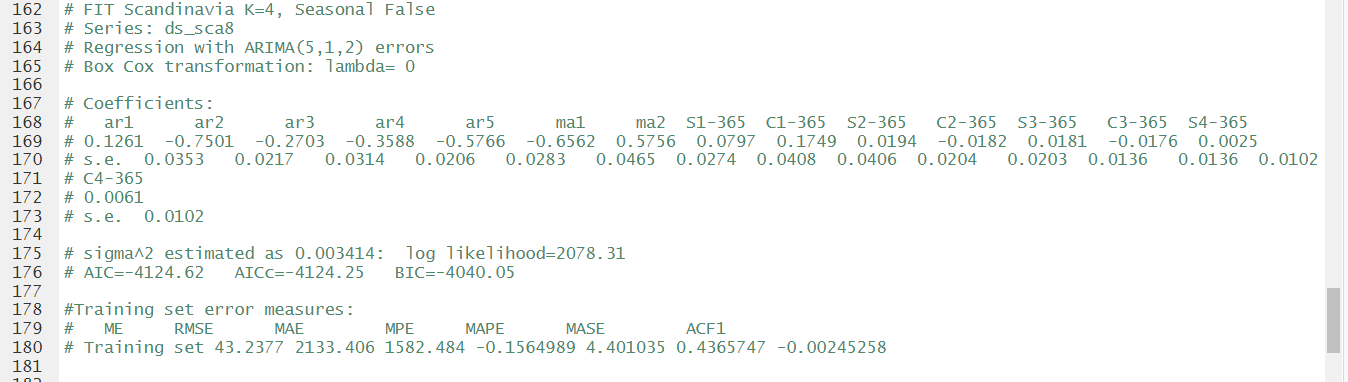 162 # FIT Scandinavia K=4, Seasonal False
163 # Series: ds_sca8
164 # Regression with ARIMA(5,1,2) errors
165 # Box Cox transformation: lambda= 0
166
167 # Coefficients:
168 #   ar1      ar2      ar3      ar4      ar5      ma1     ma2  S1-365  C1-365  S2-365   C2-365  S3-365   C3-365  S4-365
169 # 0.1261  -0.7501  -0.2703  -0.3588  -0.5766  -0.6562  0.5756  0.0797  0.1749  0.0194  -0.0182  0.0181  -0.0176  0.0025
170 # s.e.  0.0353   0.0217   0.0314   0.0206   0.0283   0.0465  0.0274  0.0408  0.0406  0.0204   0.0203  0.0136   0.0136  0.0102
171 # C4-365
172 # 0.0061
173 # s.e.  0.0102
174
175 # sigma^2 estimated as 0.003414:  log likelihood=2078.31
176 # AIC=-4124.62   AICc=-4124.25   BIC=-4040.05
177
178 #Training set error measures:
179 #   ME     RMSE      MAE        MPE     MAPE      MASE        ACF1
180 # Training set 43.2377 2133.406 1582.484 -0.1564989 4.401035 0.4365747 -0.00245258
181